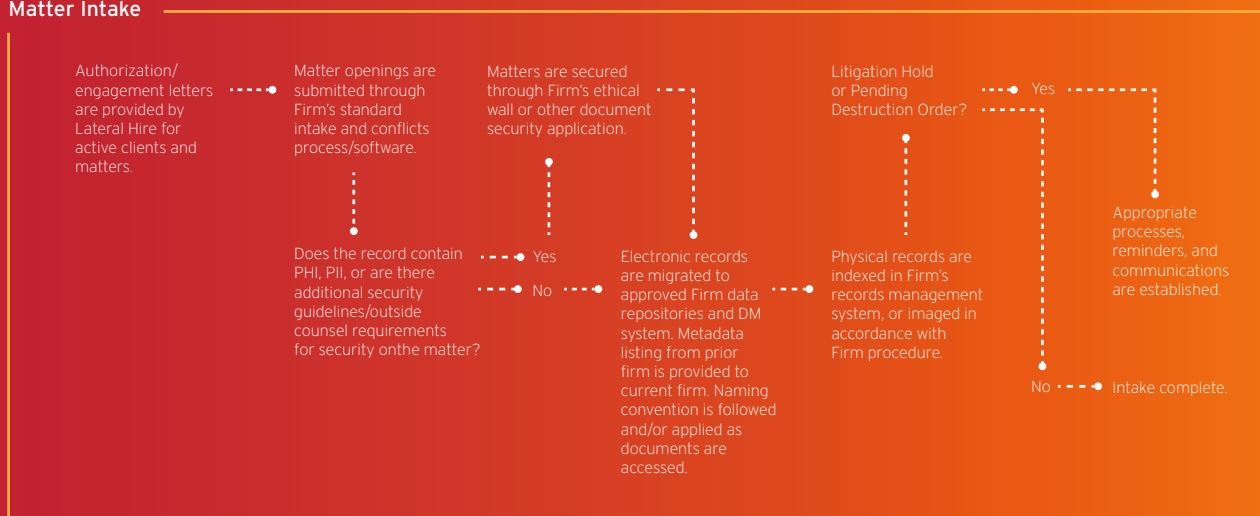 Matter Intake
Authorization/
engagement letters
are provided by
Lateral Hire for
active clients and
matters.
Matter openings are
submitted through
Firm's standard
intake and conflicts
process/software.
Does the record contain
PHI, PII, or are there
additional security
guidelines/outside
counsel requirements
for security onthe matter?
Yes
No
Matters are secured
through Firm's ethical
wall or other document
security application.
Electronic records
are migrated to
approved Firm data
repositories and DM
system. Metadata
listing from prior
firm is provided to
current firm. Naming
convention is followed
and/or applied as
documents are
accessed.
Physical records are
indexed in Firm's
records management
system, or imaged in
accordance with
Firm procedure.
Litigation Hold
or Pending
Destruction Order?
Yes
Appropriate
processes,
reminders, and
communications
are established.
No
Intake complete.